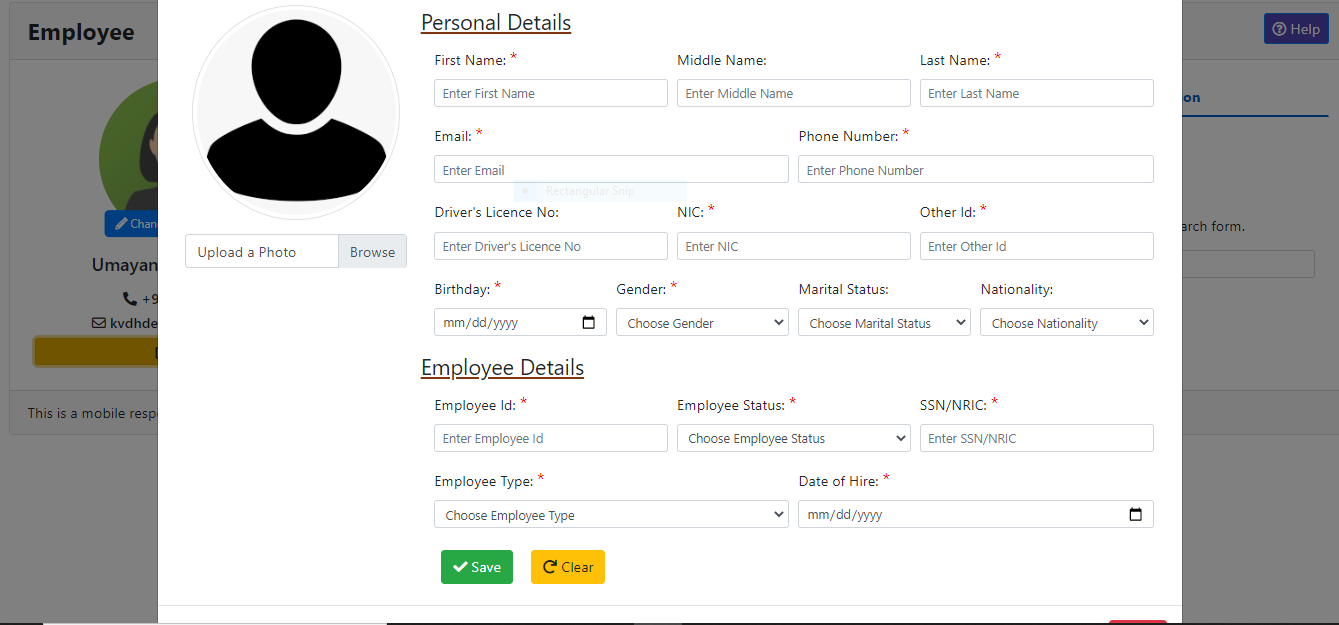 Employee
Help
Personal Details
First Name: * Middle Name: Last Name: *
Enter First Name Enter Middle Name Enter Last Name
Email: * Phone Number: *
Enter Email Enter Phone Number
Rectangular Snip
Driver's Licence No: NIC: * Other Id: *
Enter Driver's Licence No Enter NIC Enter Other Id
Upload a Photo Browse
Birthday: * Gender: * Marital Status: Nationality:
mm/dd/yyyy Choose Gender Choose Marital Status Choose Nationality
Employee Details
Employee Id: * Employee Status: * SSN/NRIC: *
Enter Employee Id Choose Employee Status Enter SSN/NRIC
Employee Type: * Date of Hire: *
Choose Employee Type mm/dd/yyyy
Save Clear
on
Chan
arch form.
Umayan
+9
kvdhde
This is a mobile resp